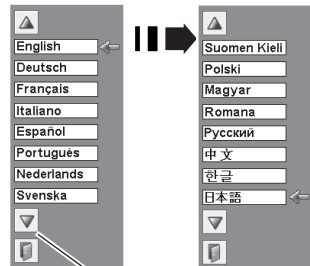 English
Deutsch
Français
Italiano
Español
Português
Nederlands
Svenska
Suomen Kieli
Polski
Magyar
Romana
Русский
中文
한글
日本語